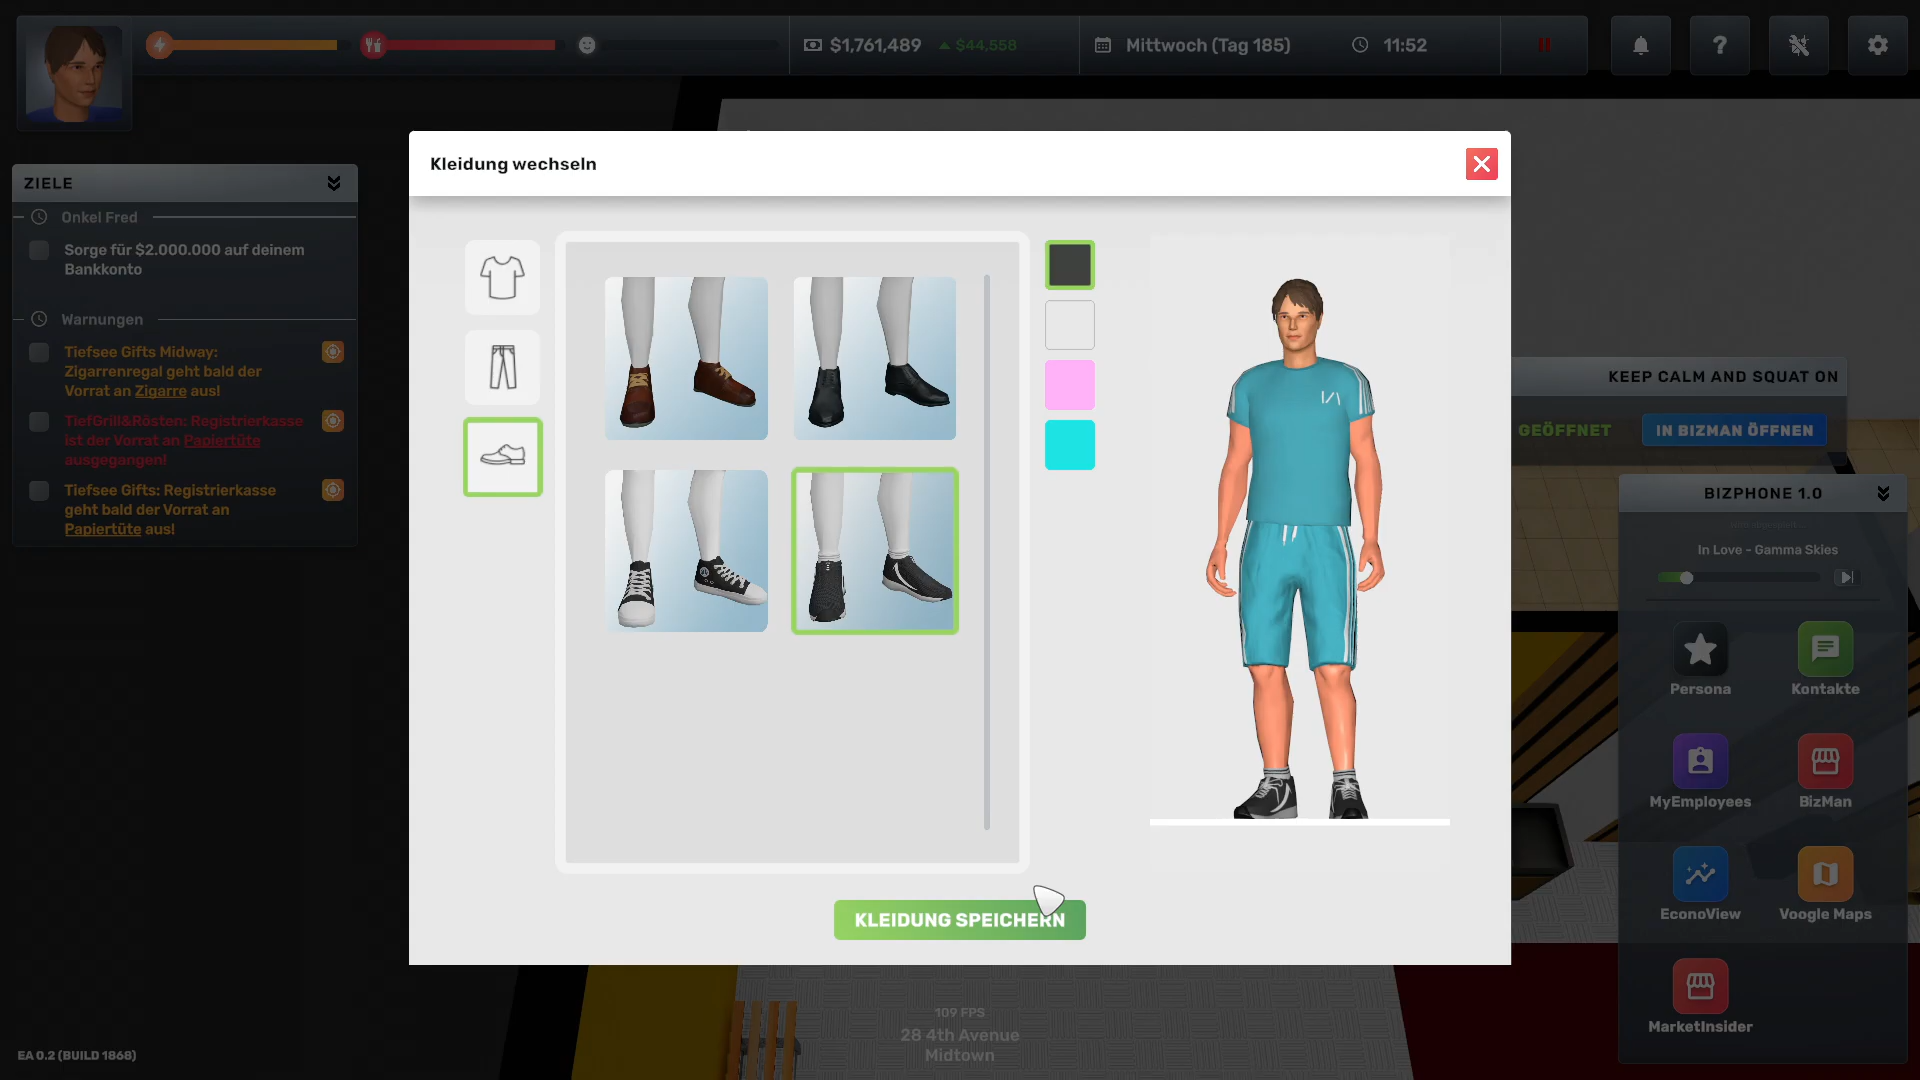 $1,761,489
$44,558
Mittwoch (Tag 185)
11:52
?
Kleidung wechseln
ZIELE
Onkel Fred
Sorge für $2.000.000 auf deinem
Bankkonto
Warnungen
Tiefsee Gifts Midway:
Zigarrenregal geht bald der
Vorrat an Zigarre aus!
TiefGrill&Rösten: Registrierkasse
ist der Vorrat an Papiertüte
ausgegangen!
Tiefsee Gifts: Registrierkasse
geht bald der Vorrat an
Papiertüte aus!
KEEP CALM AND SQUAT ON
GEÖFFNET
IN BIZMAN ÖFFNEN
BIZPHONE 1.0
In Love - Gamma Skies
Persona
Kontakte
MyEmployees
BizMan
EconoView
Voogle Maps
MarketInsider
KLEIDUNG SPEICHERN
109 FPS
28 4th Avenue
Midtown
EA 0.2 (BUILD 1868)